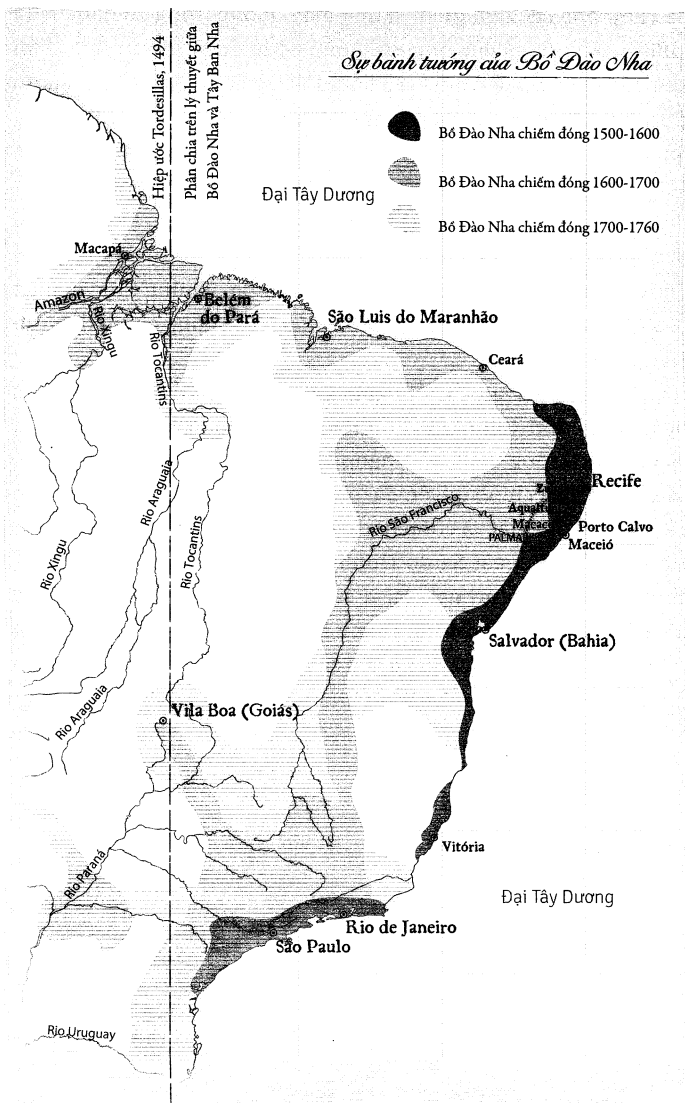 Sự bành trướng của Bồ Đào Nha
Bồ Đào Nha chiếm đóng 1500-1600
Bồ Đào Nha chiếm đóng 1600-1700
Bồ Đào Nha chiếm đóng 1700-1760
Hiệp ước Tordesillas, 1494
Phân chia trên lý thuyết giữa
Bồ Đào Nha và Tây Ban Nha
Đại Tây Dương
Macapá
Amazon
Rio Xingu
Belém
do Pará
Rio Tocantins
São Luis do Maranhão
Ceará
Recife
Rio Araguaia
Rio São Francisco
Porto Calvo
Maceió
Rio Xingu
Rio Tocantins
Salvador (Bahia)
Rio Araguaia
Vila Boa (Goiás)
Vitória
Rio Paraná
Đại Tây Dương
Rio de Janeiro
São Paulo
Rio Uruguay